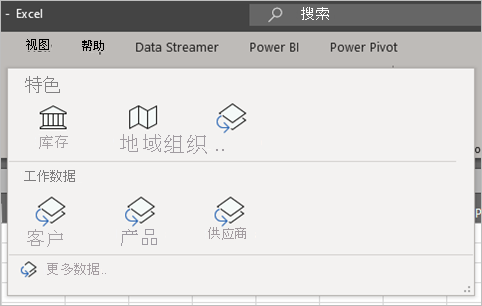 - Excel 搜索
视图 帮助 Data Streamer Power BI Power Pivot
特色
库存 地域组织 ..
工作数据
客户 产品 供应商
更多数据..